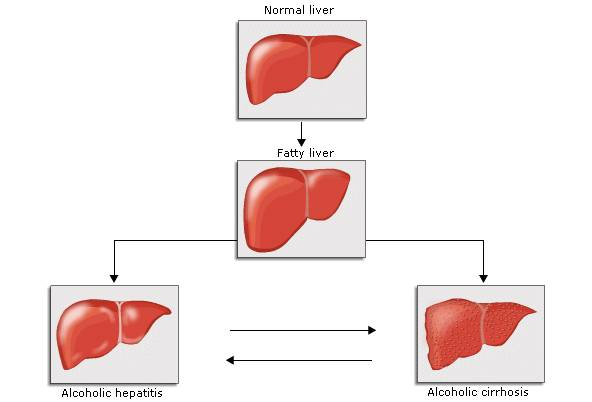 Normal liver
Fatty liver
Alcoholic hepatitis
Alcoholic cirrhosis